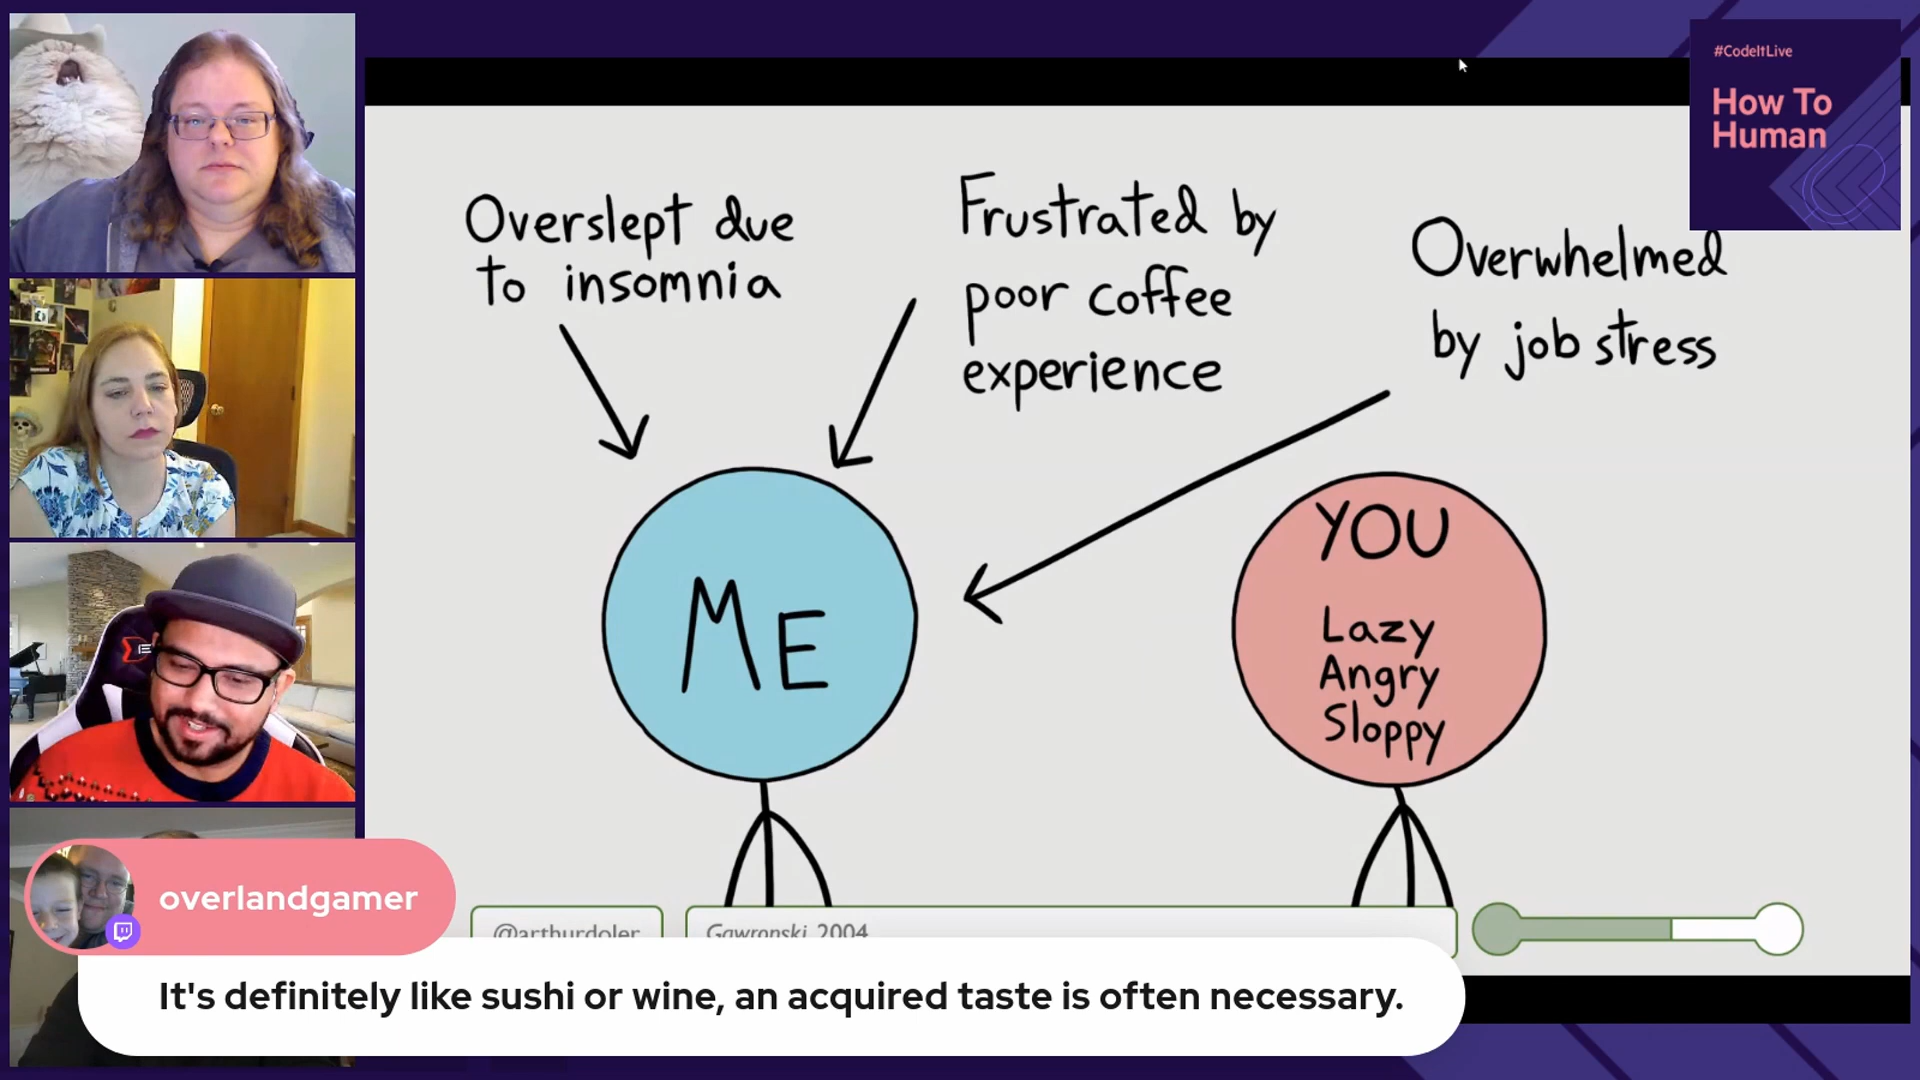 #CodeItLive
How To
Human
Overslept due
to insomnia
Frustrated by
poor coffee
experience
Overwhelmed
by job stress
ME
YOU
Lazy
Angry
Sloppy
@arthurdoler
Gawronski 2004
overlandgamer
It's definitely like sushi or wine, an acquired taste is often necessary.